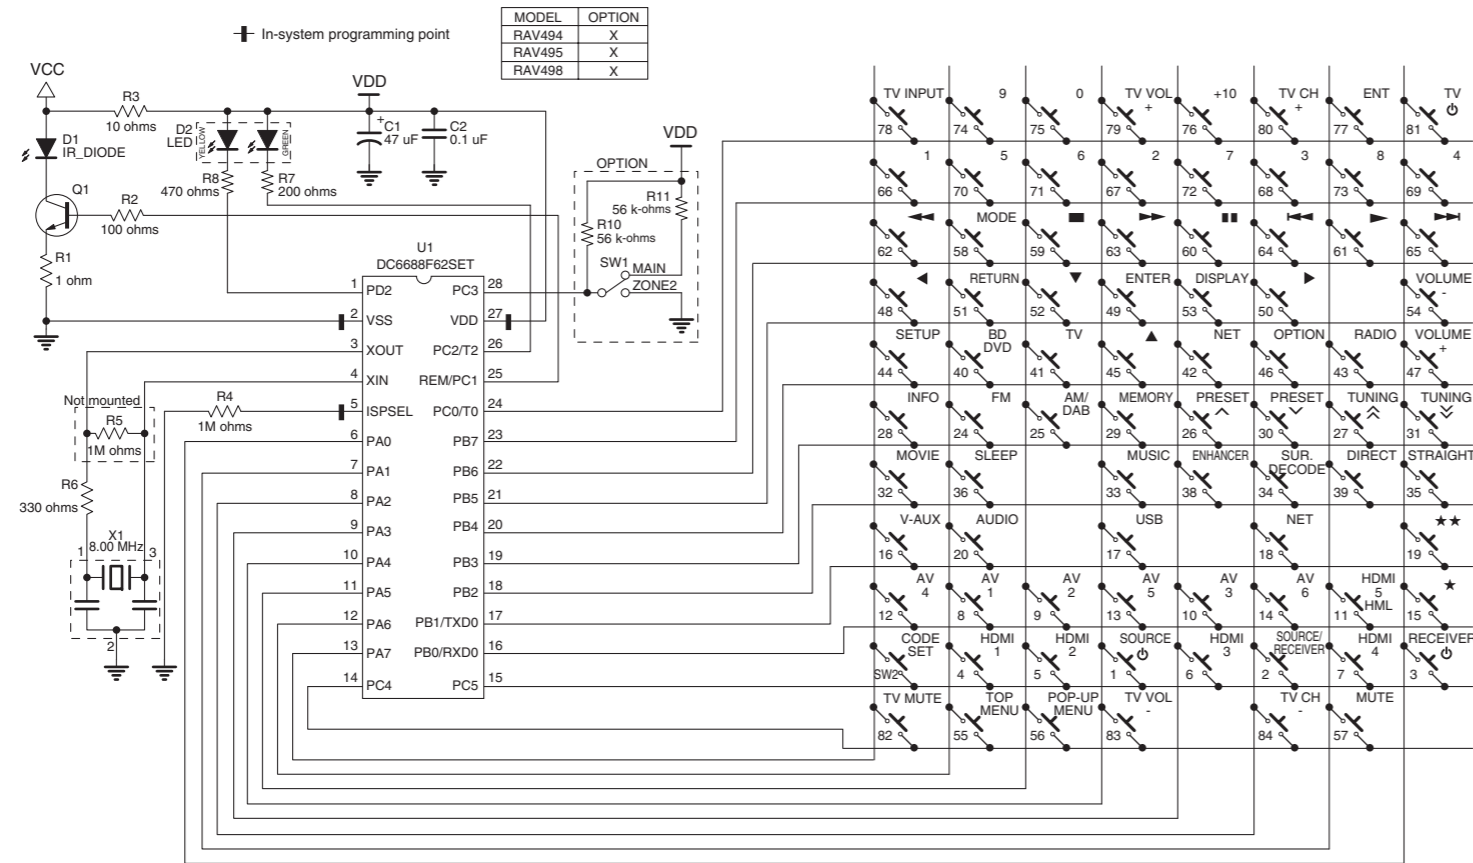 In-system programming point
MODEL OPTION
RAV494 X
RAV495 X
RAV498 X
VCC
R3
10 ohms
D1
IR_DIODE
D2
LED
YELLOW
GREEN
R8
470 ohms
R7
200 ohms
VDD
+
C1
47 uF
C2
0.1 uF
Q1
R2
100 ohms
R1
1 ohm
OPTION
VDD
R11
56 k-ohms
R10
56 k-ohms
SW1
MAIN
ZONE2
U1
DC6688F62SET
1 PD2 PC3 28
2 VSS VDD 27
3 XOUT PC2/T2 26
4 XIN REM/PC1 25
5 ISPSEL PC0/T0 24
6 PA0 PB7 23
7 PA1 PB6 22
8 PA2 PB5 21
9 PA3 PB4 20
10 PA4 PB3 19
11 PA5 PB2 18
12 PA6 PB1/TXD0 17
13 PA7 PB0/RXD0 16
14 PC4 PC5 15
Not mounted
R5
1M ohms
R4
1M ohms
R6
330 ohms
X1
8.00 MHz
1 3
2
TV INPUT 9 0 TV VOL + +10 TV CH + ENT TV
78 74 75 79 76 80 77 81
1 5 6 2 7 3 8 4
66 70 71 67 72 68 73 69
MODE
62 58 59 63 60 64 61 65
RETURN ENTER DISPLAY VOLUME -
48 51 52 49 53 50 54
SETUP BD DVD TV NET OPTION RADIO VOLUME +
44 40 41 45 42 46 43 47
INFO FM AM/DAB MEMORY PRESET PRESET TUNING TUNING
28 24 25 29 26 30 27 31
MOVIE SLEEP MUSIC ENHANCER SUR. DECODE DIRECT STRAIGHT
32 36 33 38 34 39 35
V-AUX AUDIO USB NET ★★
16 20 17 18 19
AV 4 AV 1 AV 2 AV 5 AV 3 AV 6 HDMI 5 HML ★
12 8 9 13 10 14 11 15
CODE SET HDMI 1 HDMI 2 SOURCE HDMI 3 SOURCE/RECEIVER HDMI 4 RECEIVER
SW2 4 5 1 6 2 7 3
TV MUTE TOP MENU POP-UP MENU TV VOL - TV CH - MUTE
82 55 56 83 84 57